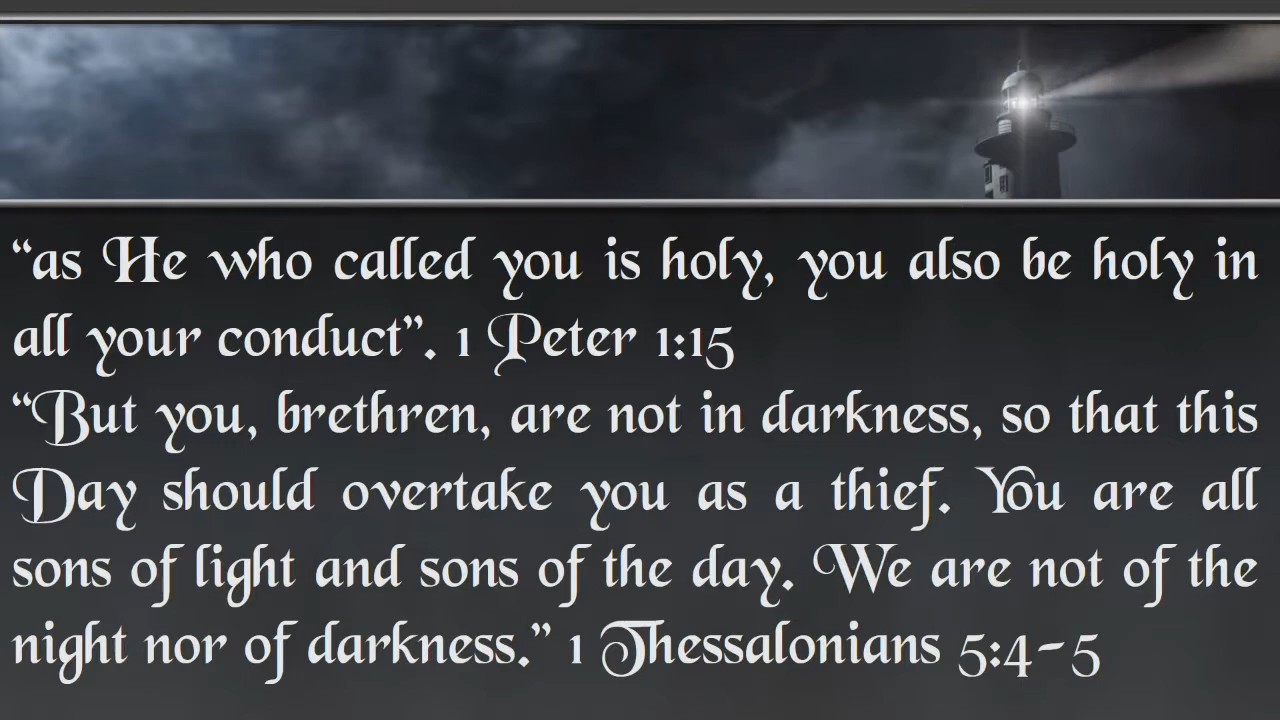 “as He who called you is holy, you also be holy in
all your conduct”. 1 Peter 1:15
“But you, brethren, are not in darkness, so that this
Day should overtake you as a thief. You are all
sons of light and sons of the day. We are not of the
night nor of darkness.” 1 Thessalonians 5:4-5